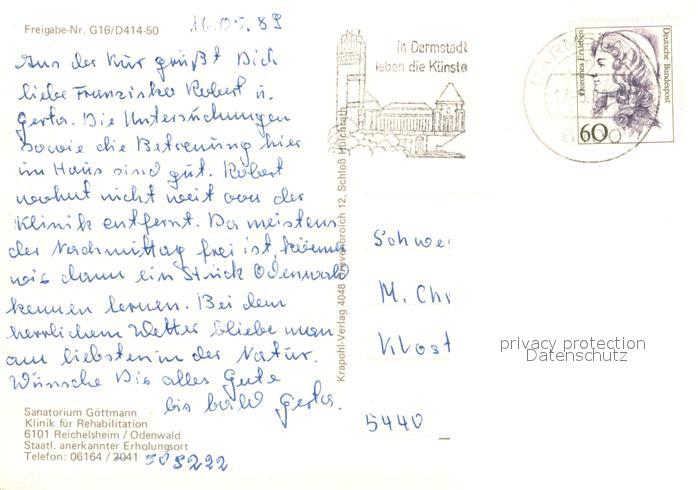 Freigabe-Nr. G16/D414-50
16.05.89
Aus der Kur grüßt Dich
liebe Franziska Robert u.
Gerta. Die Untersuchungen
sowie die Betreuung hier
im Haus sind gut. Robert
wohnt nicht weit von der
Klinik entfernt. Da meistens
der Nachmittag frei ist, können
wir dann ein Stück Odenwald
kennen lernen. Bei dem
herrlichem Wetter bliebe man
am liebsten in der Natur.
Wünsche Dir alles Gute
bis bald Gerta.
Sanatorium Göttmann
Klinik für Rehabilitation
6101 Reichelsheim / Odenwald
Staatl. anerkannter Erholungsort
Telefon: 06164 / 2041 508222
Krapohl-Verlag 4048 Grevenbroich 12, Schloß Hülchrath
in Darmstadt
leben die Künste
Deutsche Bundespost
60
Schwe
M. Chr
Klost
5440
privacy protection
Datenschutz